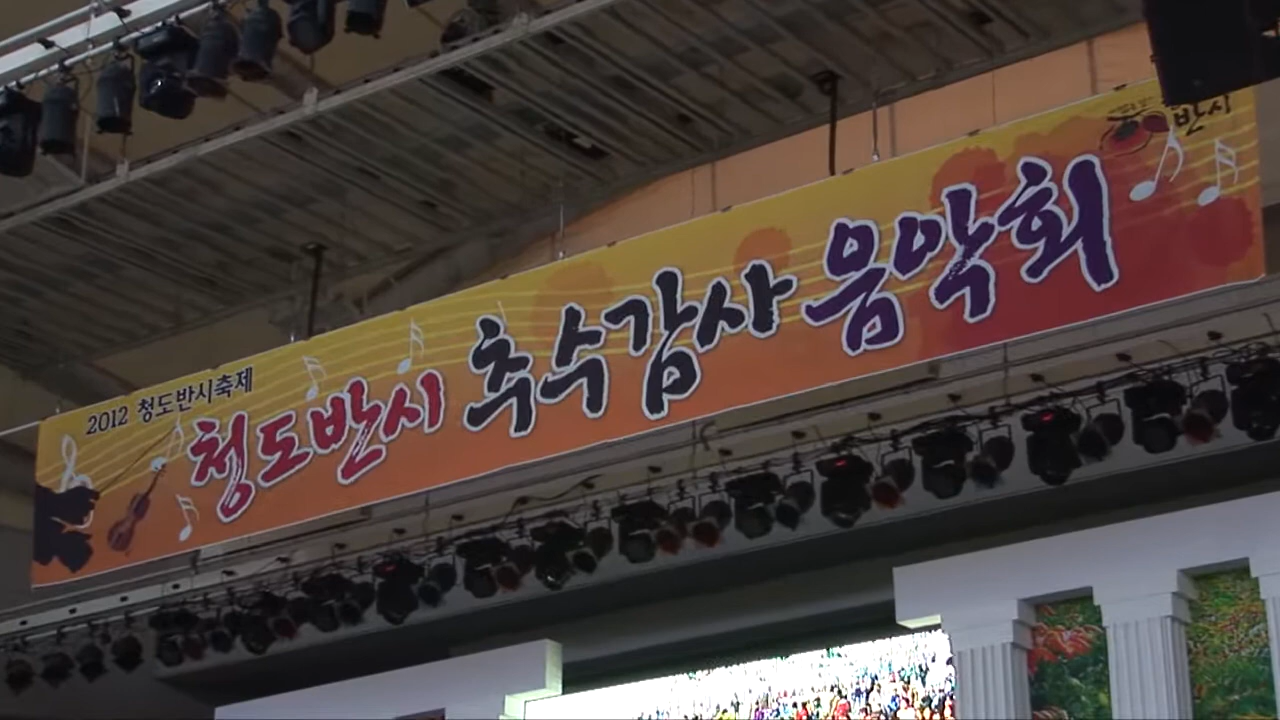 2012 청도반시축제
청도반시 추수감사 음악회
반시